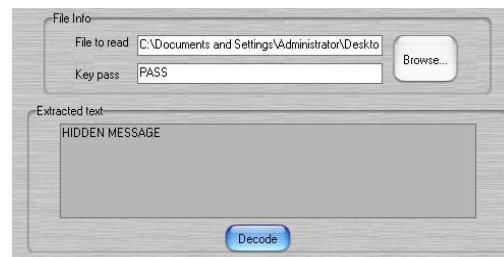 File Info
File to read C:\Documents and Settings\Administrator\Deskto
Browse...
Key pass PASS
Extracted text
HIDDEN MESSAGE
Decode